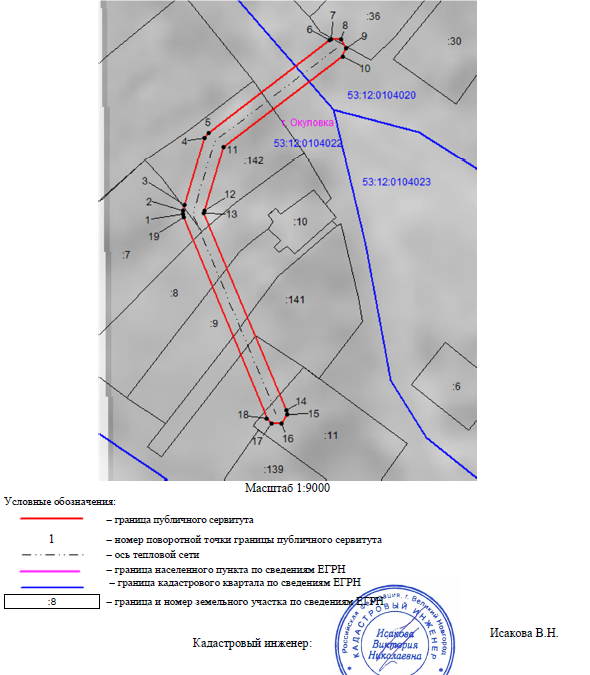 7
8
:36
6
9
:30
10
53:12:0104020
5
г. Окуловка
4
53:12:0104022
11
:142
3
53:12:0104023
2
12
1
13
:10
19
:7
:8
:141
:9
:6
14
18
15
17
16
:11
:139
Масштаб 1:9000
Условные обозначения:
– граница публичного сервитута
1 – номер поворотной точки границы публичного сервитута
– ось тепловой сети
– граница населенного пункта по сведениям ЕГРН
– граница кадастрового квартала по сведениям ЕГРН
:8 – граница и номер земельного участка по сведениям ЕГРН
Кадастровый инженер:
Исакова В.Н.
КАДАСТРОВЫЙ ИНЖЕНЕР
Исакова
Виктория
Николаевна